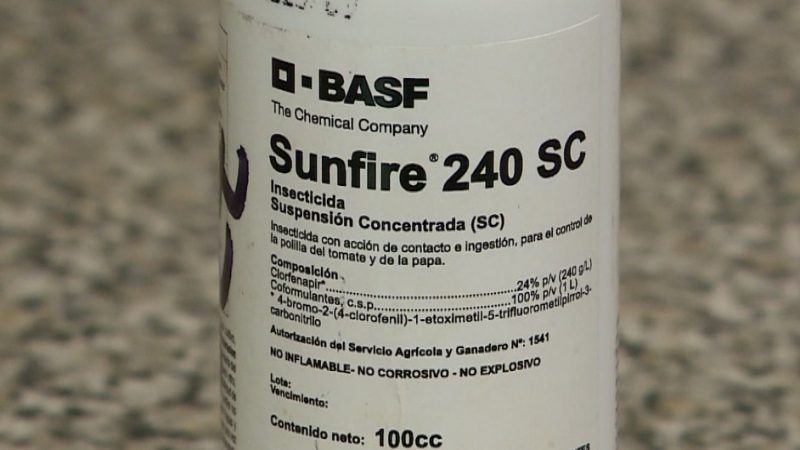 BASF
The Chemical Company
Sunfire® 240 SC
Insecticida
Suspensión Concentrada (SC)
Insecticida con acción de contacto e ingestión, para el control de
la polilla del tomate y de la papa.
Composición
Clorfenapir*..............................24% p/v (240 g/L)
Coformulantes, c.s.p......................100% p/v (1 L)
* 4-bromo-2-(4-clorofenil)-1-etoximetil-5-trifluorometilpirrol-3-
carbonitrilo
Autorización del Servicio Agrícola y Ganadero Nº: 1541
NO INFLAMABLE- NO CORROSIVO - NO EXPLOSIVO
Lote:
Vencimiento:
Contenido neto: 100cc